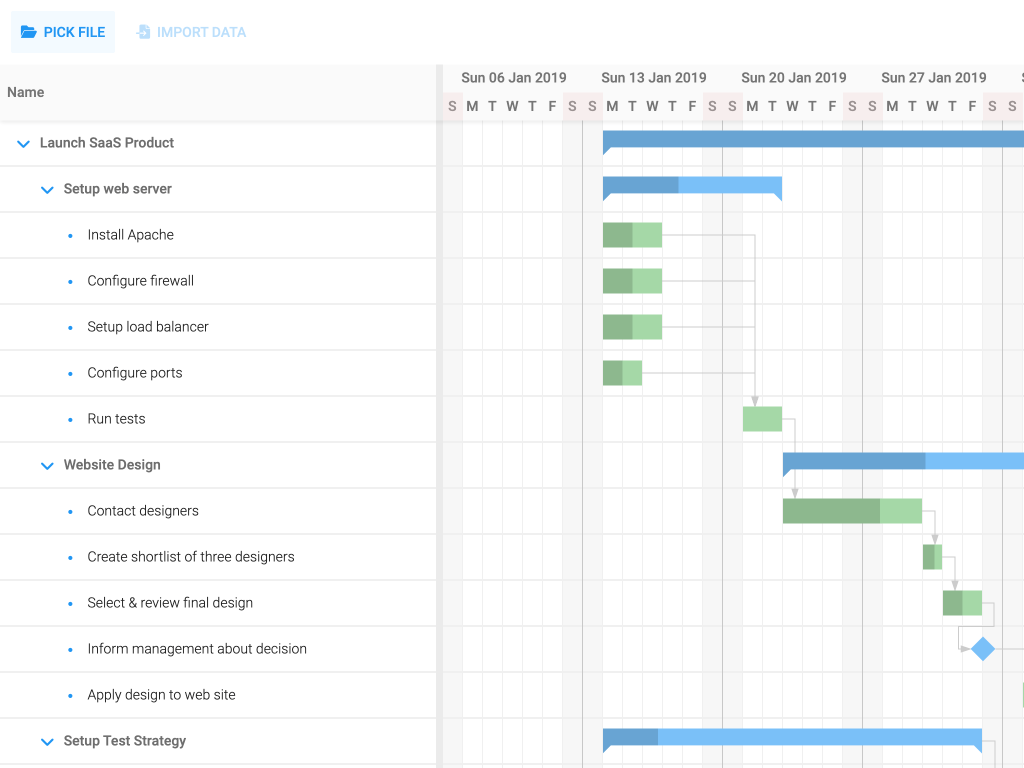 PICK FILE IMPORT DATA
Name
Sun 06 Jan 2019 Sun 13 Jan 2019 Sun 20 Jan 2019 Sun 27 Jan 2019
S M T W T F S S M T W T F S S M T W T F S S M T W T F S S
Launch SaaS Product
Setup web server
Install Apache
Configure firewall
Setup load balancer
Configure ports
Run tests
Website Design
Contact designers
Create shortlist of three designers
Select & review final design
Inform management about decision
Apply design to web site
Setup Test Strategy